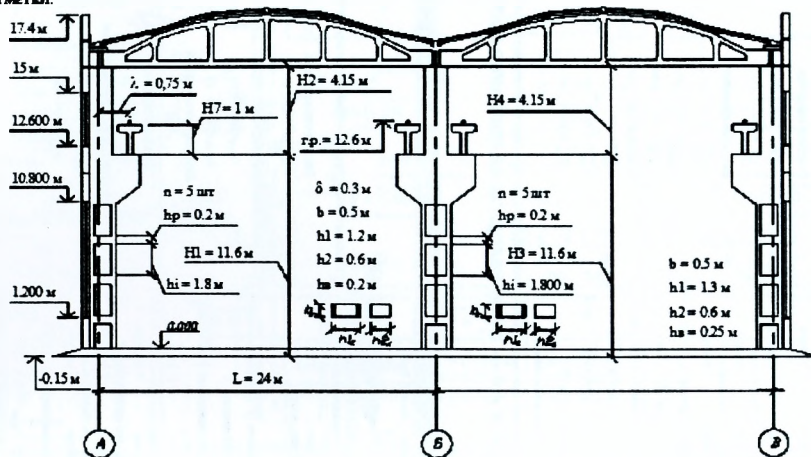 17.4 м
15 м
λ = 0,75 м
H2 = 4.15 м
H7 = 1 м
H4 = 4.15 м
12.600 м
г.р.= 12.6 м
10.800 м
n = 5 шт
hp = 0.2 м
H1 = 11.6 м
hi = 1.8 м
δ = 0.3 м
b = 0.5 м
h1 = 1.2 м
h2 = 0.6 м
hв = 0.2 м
n = 5 шт
hp = 0.2 м
H3 = 11.6 м
hi = 1.800 м
b = 0.5 м
h1 = 1.3 м
h2 = 0.6 м
hв = 0.25 м
1.200 м
0.000
-0.15 м
L = 24 м
А
Б
В